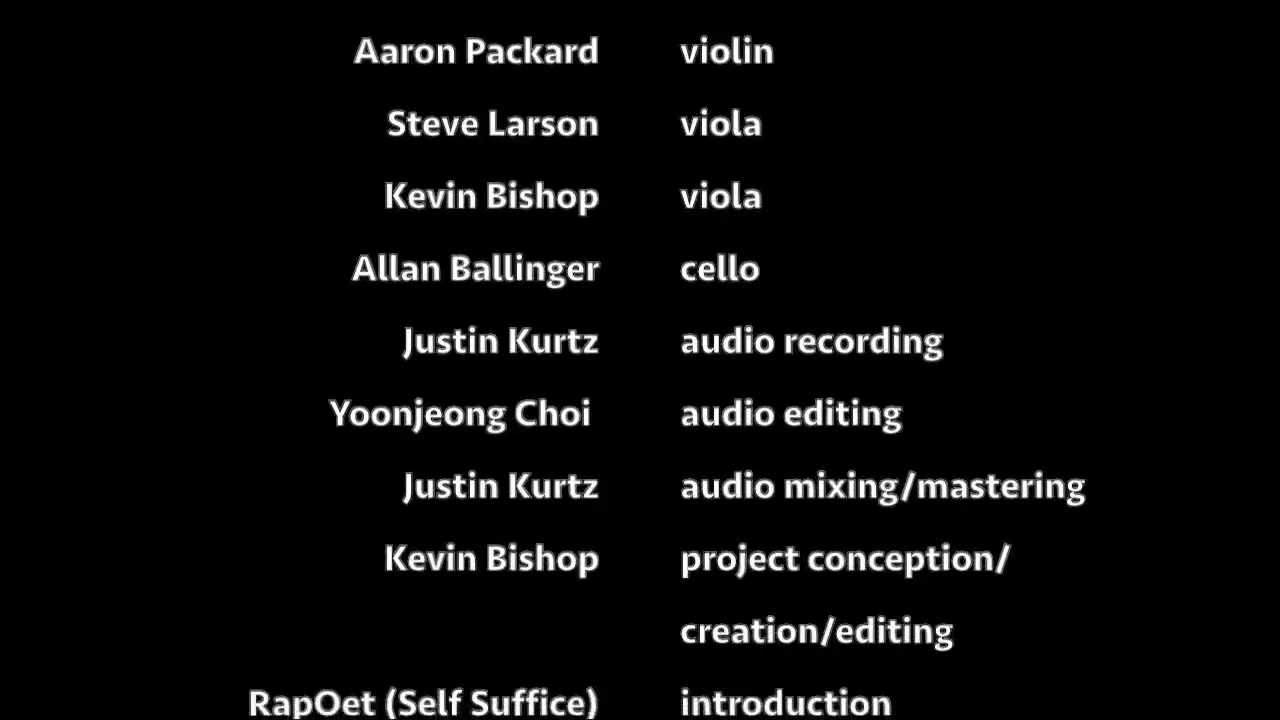 Aaron Packard violin
Steve Larson viola
Kevin Bishop viola
Allan Ballinger cello
Justin Kurtz audio recording
Yoonjeong Choi audio editing
Justin Kurtz audio mixing/mastering
Kevin Bishop project conception/
creation/editing
RapOet (Self Suffice) introduction